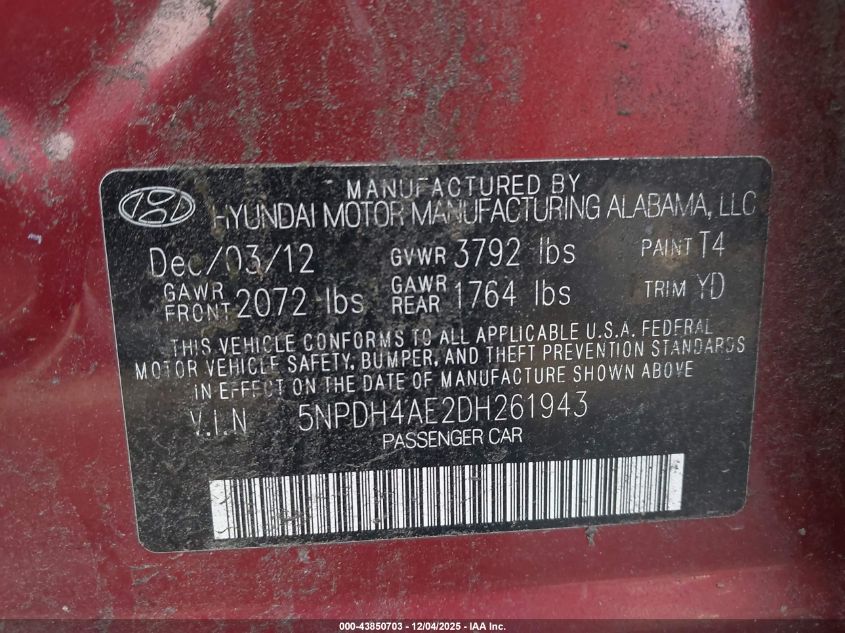 MANUFACTURED BY
HYUNDAI MOTOR MANUFACTURING ALABAMA, LLC
Dec/03/12 GVWR 3792 lbs PAINT T4
GAWR FRONT 2072 lbs GAWR REAR 1764 lbs TRIM YD
THIS VEHICLE CONFORMS TO ALL APPLICABLE U.S.A. FEDERAL
MOTOR VEHICLE SAFETY, BUMPER, AND THEFT PREVENTION STANDARDS
IN EFFECT ON THE DATE OF MANUFACTURE SHOWN ABOVE
V.I.N 5NPDH4AE2DH261943
PASSENGER CAR
000-43850703 - 12/04/2025 - IAA Inc.